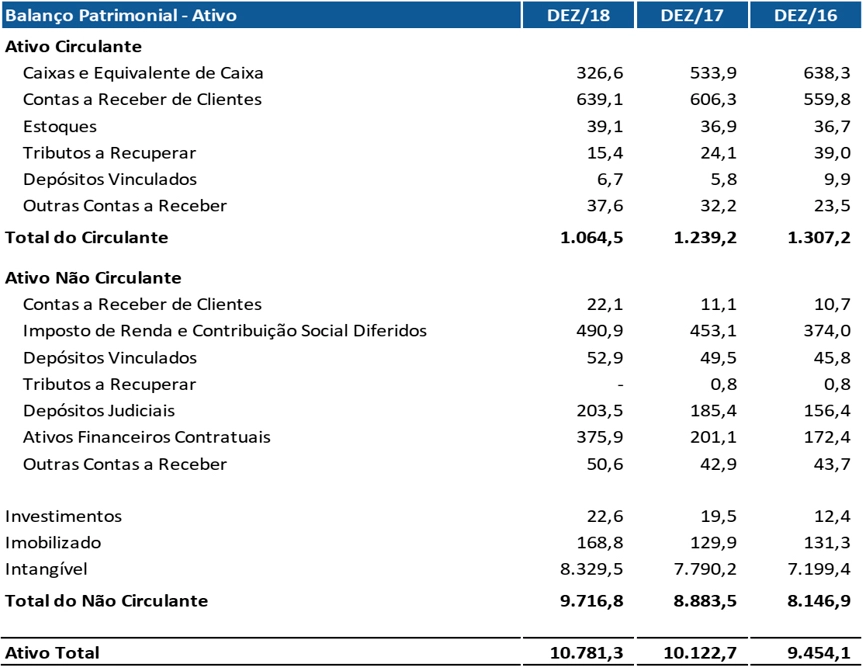 Balanço Patrimonial - Ativo DEZ/18 DEZ/17 DEZ/16
Ativo Circulante
Caixas e Equivalente de Caixa 326,6 533,9 638,3
Contas a Receber de Clientes 639,1 606,3 559,8
Estoques 39,1 36,9 36,7
Tributos a Recuperar 15,4 24,1 39,0
Depósitos Vinculados 6,7 5,8 9,9
Outras Contas a Receber 37,6 32,2 23,5
Total do Circulante 1.064,5 1.239,2 1.307,2
Ativo Não Circulante
Contas a Receber de Clientes 22,1 11,1 10,7
Imposto de Renda e Contribuição Social Diferidos 490,9 453,1 374,0
Depósitos Vinculados 52,9 49,5 45,8
Tributos a Recuperar - 0,8 0,8
Depósitos Judiciais 203,5 185,4 156,4
Ativos Financeiros Contratuais 375,9 201,1 172,4
Outras Contas a Receber 50,6 42,9 43,7
Investimentos 22,6 19,5 12,4
Imobilizado 168,8 129,9 131,3
Intangível 8.329,5 7.790,2 7.199,4
Total do Não Circulante 9.716,8 8.883,5 8.146,9
Ativo Total 10.781,3 10.122,7 9.454,1